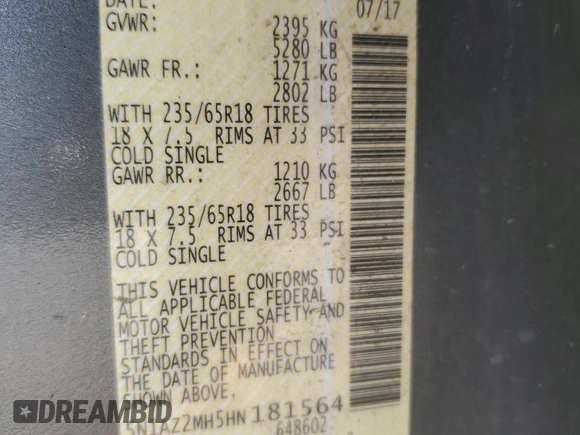 DATE: 07/17
GVWR: 2395 KG
5280 LB
GAWR FR.: 1271 KG
2802 LB
WITH 235/65R18 TIRES
18 X 7.5 RIMS AT 33 PSI
COLD SINGLE
GAWR RR.: 1210 KG
2667 LB
WITH 235/65R18 TIRES
18 X 7.5 RIMS AT 33 PSI
COLD SINGLE
THIS VEHICLE CONFORMS TO
ALL APPLICABLE FEDERAL
MOTOR VEHICLE SAFETY AND
THEFT PREVENTION
STANDARDS IN EFFECT ON
THE DATE OF MANUFACTURE
SHOWN ABOVE.
5N1AZ2MH5HN181564
648602
AUTOBIDMASTER